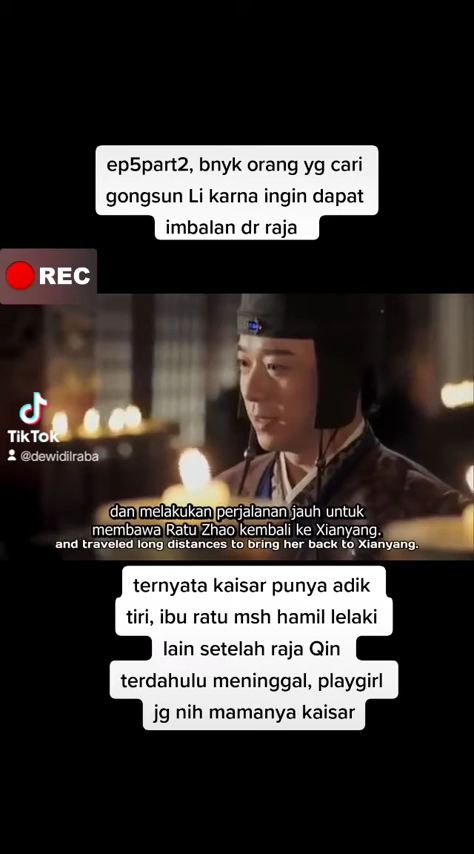 ep5part2, bnyk orang yg cari
gongsun Li karna ingin dapat
imbalan dr raja
REC
TikTok
@dewidilraba
dan melakukan perjalanan jauh untuk
membawa Ratu Zhao kembali ke Xianyang.
and traveled long distances to bring her back to Xianyang.
ternyata kaisar punya adik
tiri, ibu ratu msh hamil lelaki
lain setelah raja Qin
terdahulu meninggal, playgirl
jg nih mamanya kaisar